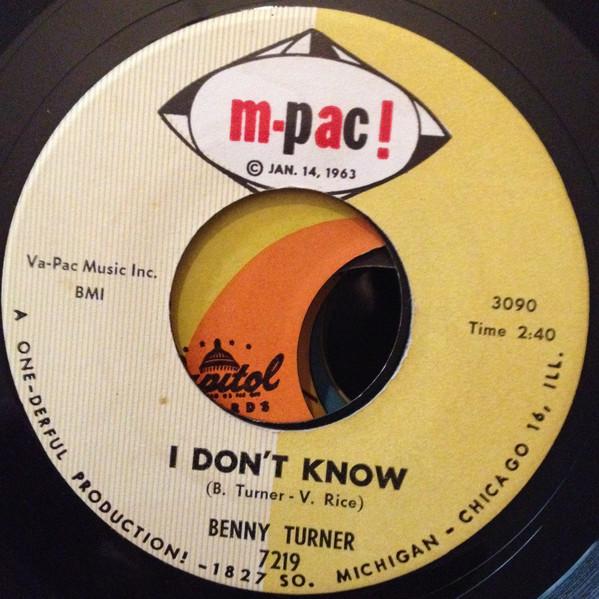 m-pac!
© JAN. 14, 1963
Va-Pac Music Inc.
BMI
3090
Time 2:40
I DON'T KNOW
(B. Turner - V. Rice)
BENNY TURNER
7219
A ONE-DERFUL PRODUCTION! - 1827 SO. MICHIGAN - CHICAGO 16, ILL.